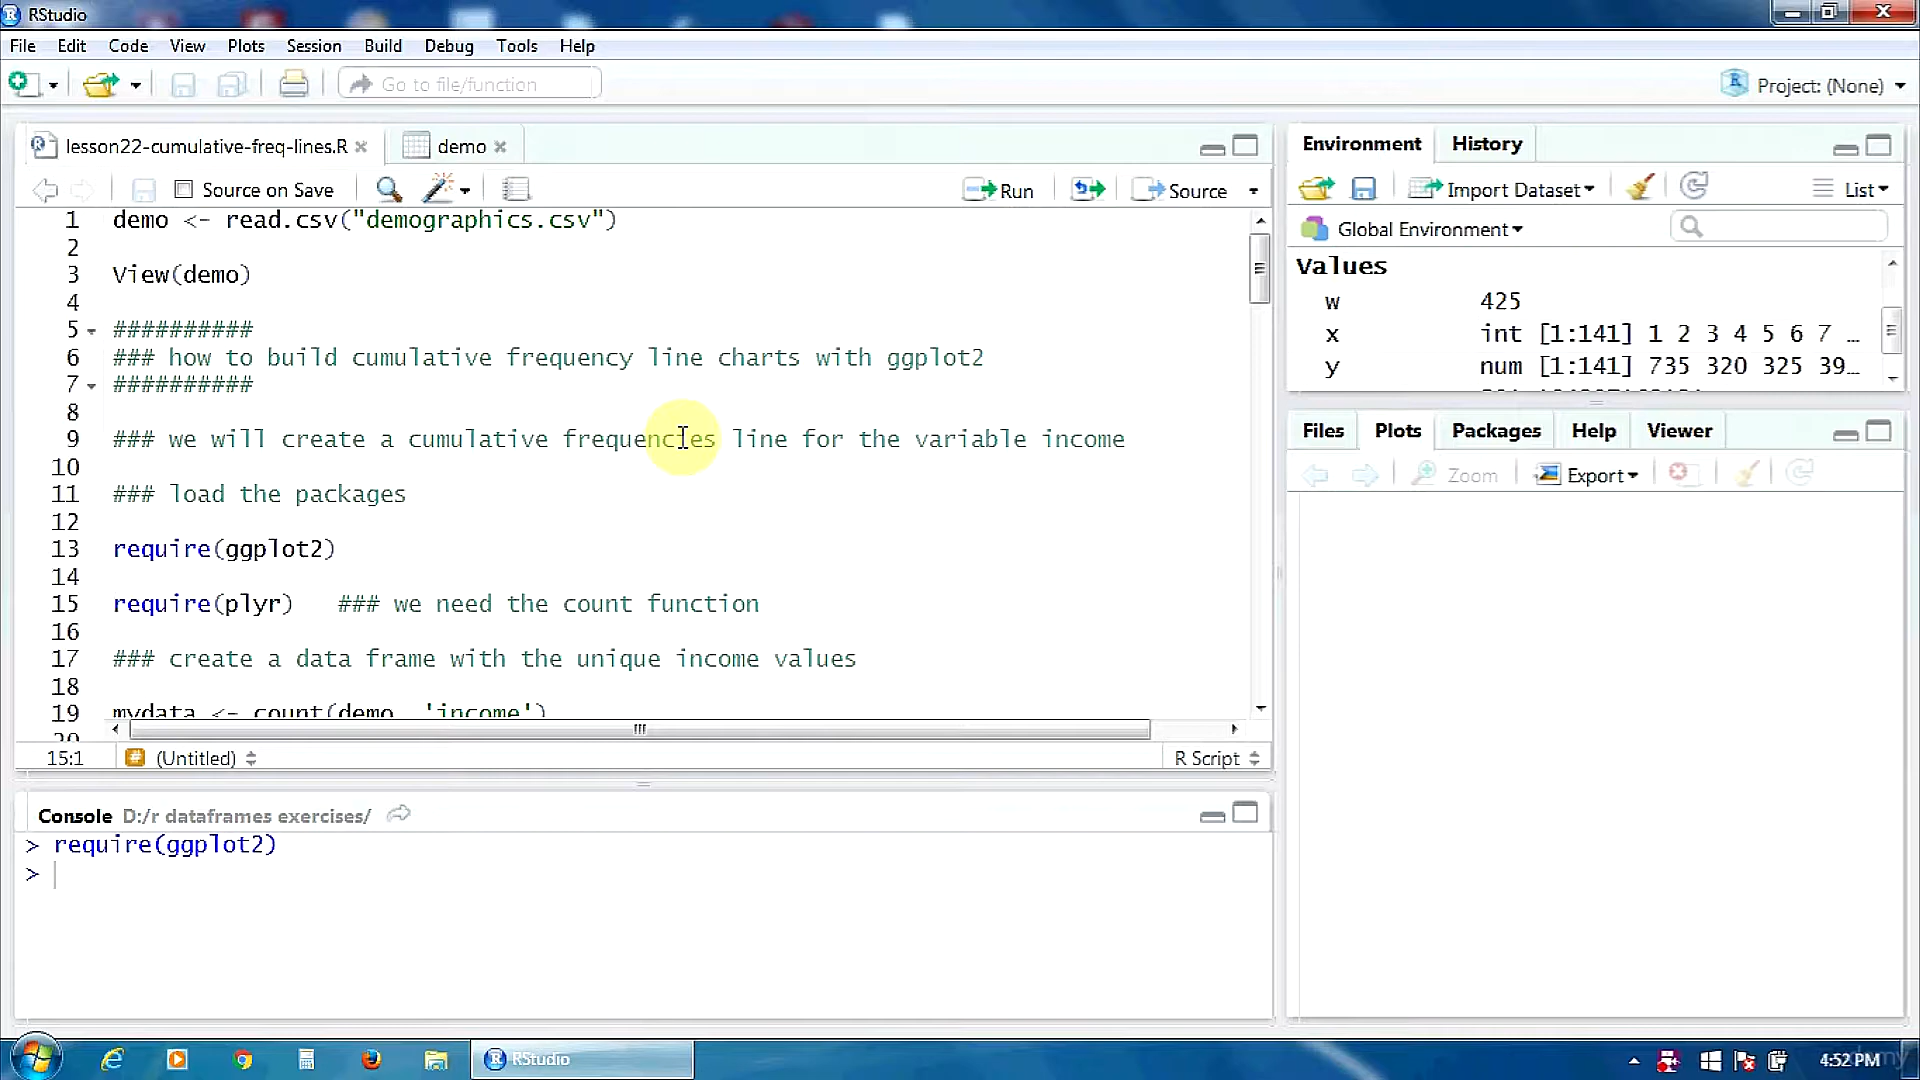 RStudio
File Edit Code View Plots Session Build Debug Tools Help
Go to file/function
Project: (None)
lesson22-cumulative-freq-lines.R demo
Source on Save Run Source
1 demo <- read.csv("demographics.csv")
2
3 View(demo)
4
5 ##########
6 ### how to build cumulative frequency line charts with ggplot2
7 ##########
8
9 ### we will create a cumulative frequencies line for the variable income
10
11 ### load the packages
12
13 require(ggplot2)
14
15 require(plyr) ### we need the count function
16
17 ### create a data frame with the unique income values
18
19 mydata <- count(demo, 'income')
20
15:1 (Untitled) R Script
Console D:/r dataframes exercises/
> require(ggplot2)
>
Environment History
Import Dataset List
Global Environment
Values
w 425
x int [1:141] 1 2 3 4 5 6 7 …
y num [1:141] 735 320 325 39…
Files Plots Packages Help Viewer
Zoom Export
RStudio
4:52 PM